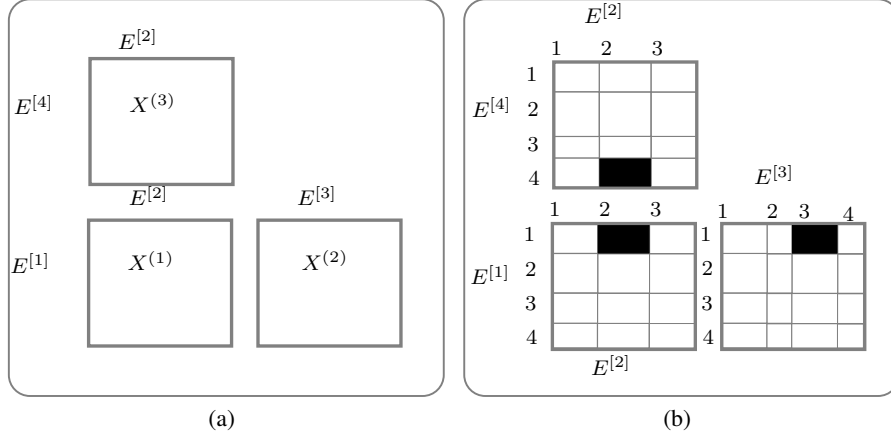 E[2]
E[4]
X(3)
E[2]
E[3]
E[1]
X(1)
X(2)
(a)
E[2]
1 2 3
1
E[4]
2
3
4
E[3]
1 2 3
1 2 3 4
1
1
2
2
E[1]
3
3
4
4
E[2]
(b)